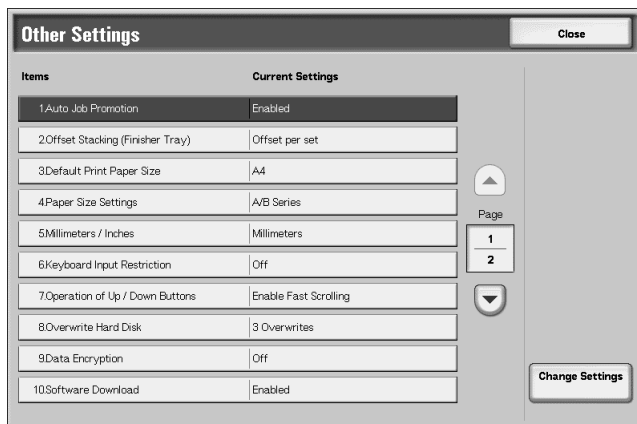 Other Settings
Close
Items Current Settings
1.Auto Job Promotion Enabled
2.Offset Stacking (Finisher Tray) Offset per set
3.Default Print Paper Size A4
4.Paper Size Settings A/B Series
5.Millimeters / Inches Millimeters
6.Keyboard Input Restriction Off
7.Operation of Up / Down Buttons Enable Fast Scrolling
8.Overwrite Hard Disk 3 Overwrites
9.Data Encryption Off
10.Software Download Enabled
Page
1
2
Change Settings